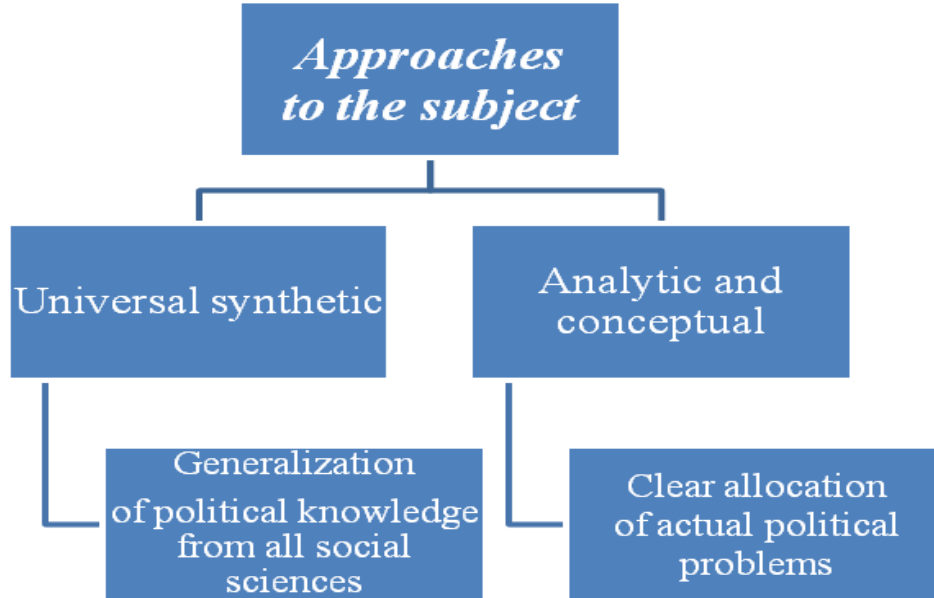 Approaches
to the subject
Universal synthetic
Analytic and
conceptual
Generalization
of political knowledge
from all social
sciences
Clear allocation
of actual political
problems